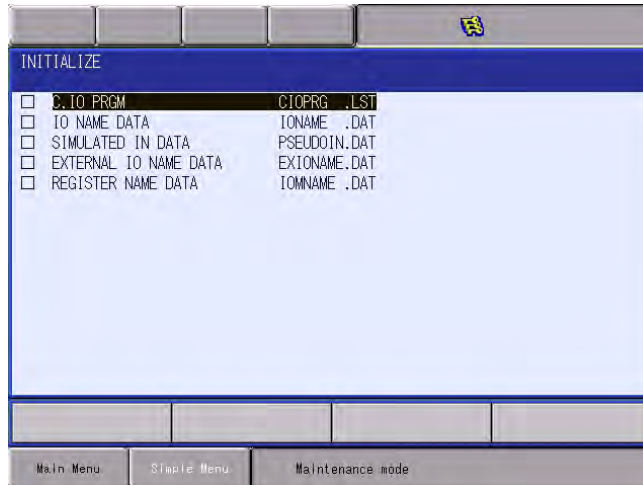 INITIALIZE
C.IO PRGM CIOPRG .LST
IO NAME DATA IONAME .DAT
SIMULATED IN DATA PSEUDOIN.DAT
EXTERNAL IO NAME DATA EXIONAME.DAT
REGISTER NAME DATA IOMNAME .DAT
Main Menu Simple Menu Maintenance mode